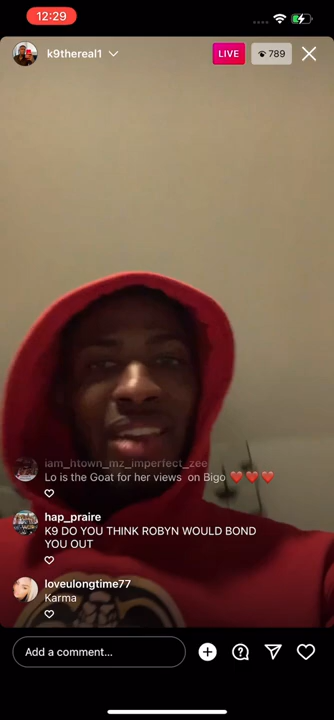 12:29
k9thereal1
LIVE
789
iam_htown_mz_imperfect_zee
Lo is the Goat for her views on Bigo ❤️❤️❤️
hap_praire
K9 DO YOU THINK ROBYN WOULD BOND
YOU OUT
loveulongtime77
Karma
Add a comment...